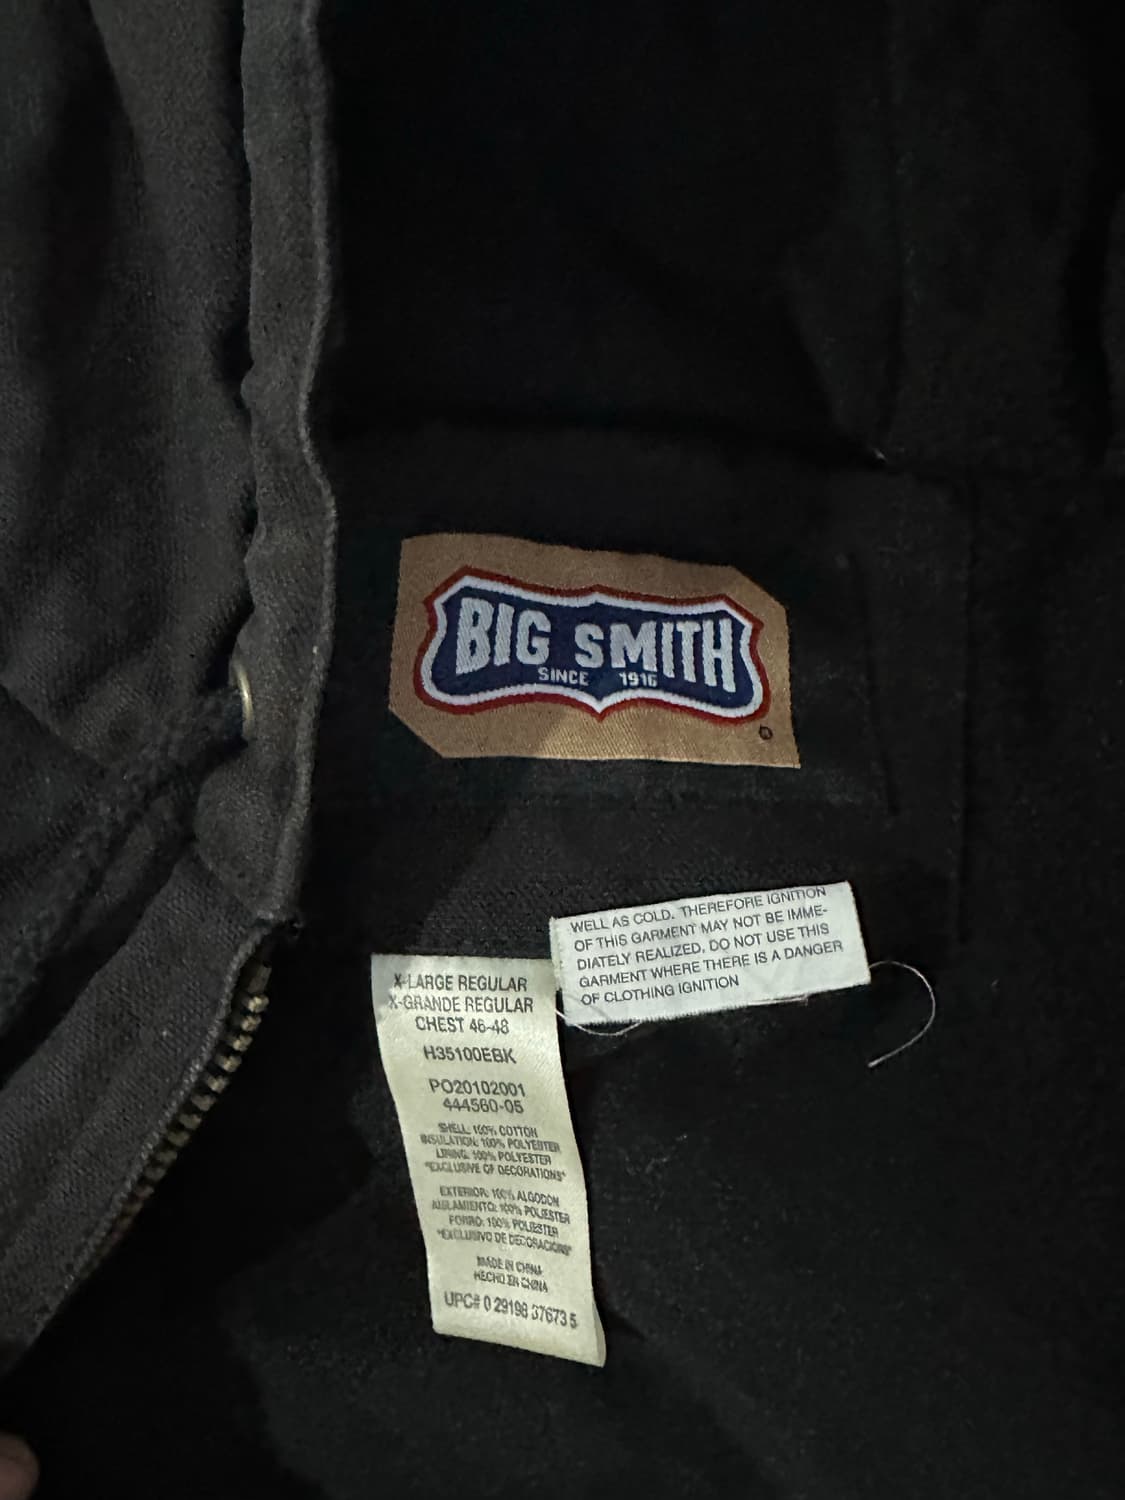 BIG SMITH
SINCE 1916
®
WELL AS COLD. THEREFORE IGNITION
OF THIS GARMENT MAY NOT BE IMME-
DIATELY REALIZED, DO NOT USE THIS
GARMENT WHERE THERE IS A DANGER
OF CLOTHING IGNITION
X-LARGE REGULAR
X-GRANDE REGULAR
CHEST 46-48
H35100EBK
PO20102001
444560-05
SHELL: 100% COTTON
INSULATION: 100% POLYESTER
LINING: 100% POLYESTER
*EXCLUSIVE OF DECORATIONS*
EXTERIOR: 100% ALGODON
AISLAMIENTO: 100% POLIESTER
FORRO: 100% POLIESTER
*EXCLUSIVO DE DECORACIONS*
MADE IN CHINA
HECHO EN CHINA
UPC# 0 29198 37673 5